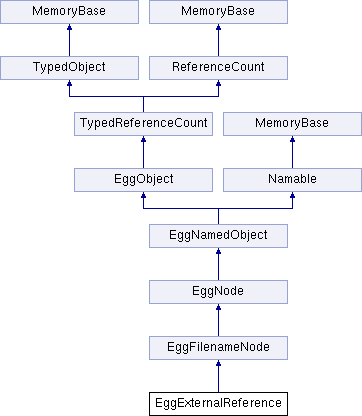 MemoryBase MemoryBase
TypedObject ReferenceCount
TypedReferenceCount MemoryBase
EggObject Namable
EggNamedObject
EggNode
EggFilenameNode
EggExternalReference